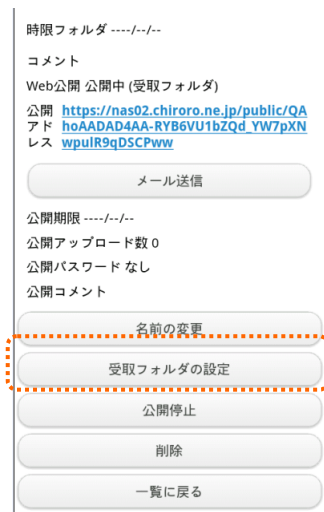 時限フォルダ ----/--/--
コメント
Web公開 公開中 (受取フォルダ)
公開 https://nas02.chiroro.ne.jp/public/QA
アド hoAADAD4AA-RYB6VU1bZQd_YW7pXN
レス wpulR9qDSCPww
メール送信
公開期限 ----/--/--
公開アップロード数 0
公開パスワード なし
公開コメント
名前の変更
受取フォルダの設定
公開停止
削除
一覧に戻る